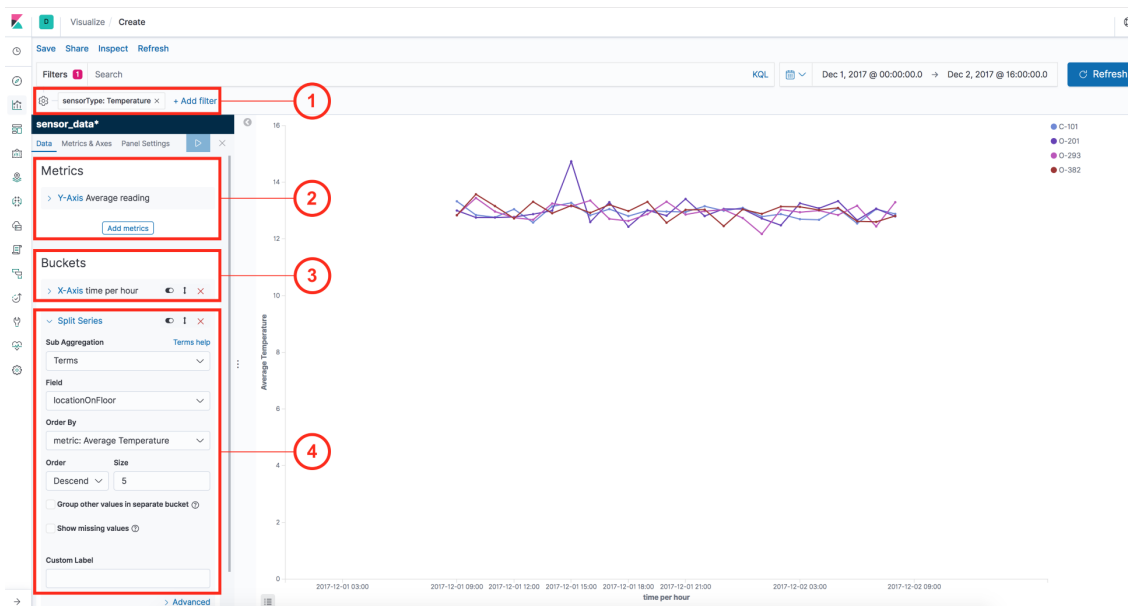 D Visualize / Create
Save Share Inspect Refresh
Filters 1 Search KQL Dec 1, 2017 @ 00:00:00.0 → Dec 2, 2017 @ 16:00:00.0 Refresh
sensorType: Temperature × + Add filter
1
sensor_data*
Data Metrics & Axes Panel Settings
Metrics
Y-Axis Average reading
Add metrics
2
Buckets
X-Axis time per hour
3
Split Series
Sub Aggregation Terms help
Terms
Field
locationOnFloor
Order By
metric: Average Temperature
Order Size
Descend 5
Group other values in separate bucket
Show missing values
Custom Label
Advanced
4
16
14
12
10
8
6
4
2
0
Average Temperature
2017-12-01 03:00 2017-12-01 09:00 2017-12-01 12:00 2017-12-01 15:00 2017-12-01 18:00 2017-12-01 21:00 2017-12-02 03:00 2017-12-02 09:00
time per hour
C-101
O-201
O-293
O-382